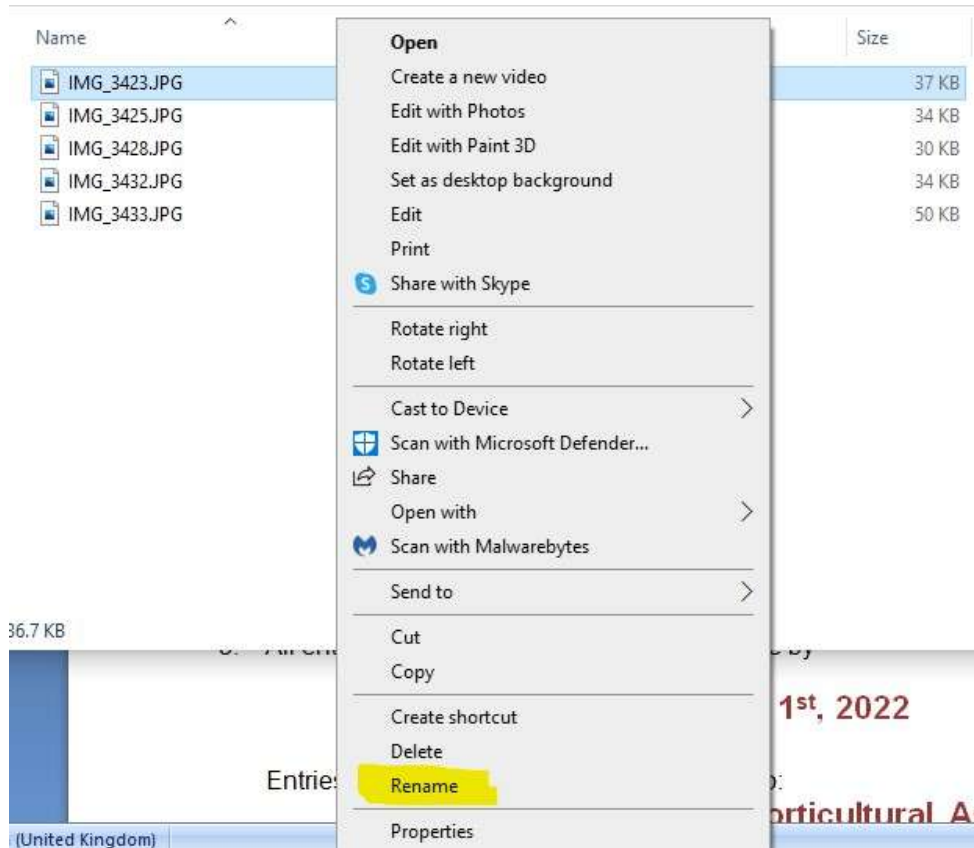 Name
Size
IMG_3423.JPG
37 KB
IMG_3425.JPG
34 KB
IMG_3428.JPG
30 KB
IMG_3432.JPG
34 KB
IMG_3433.JPG
50 KB
Open
Create a new video
Edit with Photos
Edit with Paint 3D
Set as desktop background
Edit
Print
Share with Skype
Rotate right
Rotate left
Cast to Device
Scan with Microsoft Defender...
Share
Open with
Scan with Malwarebytes
Send to
Cut
Copy
Create shortcut
Delete
Rename
Properties
36.7 KB
1st, 2022
Entries
(United Kingdom)